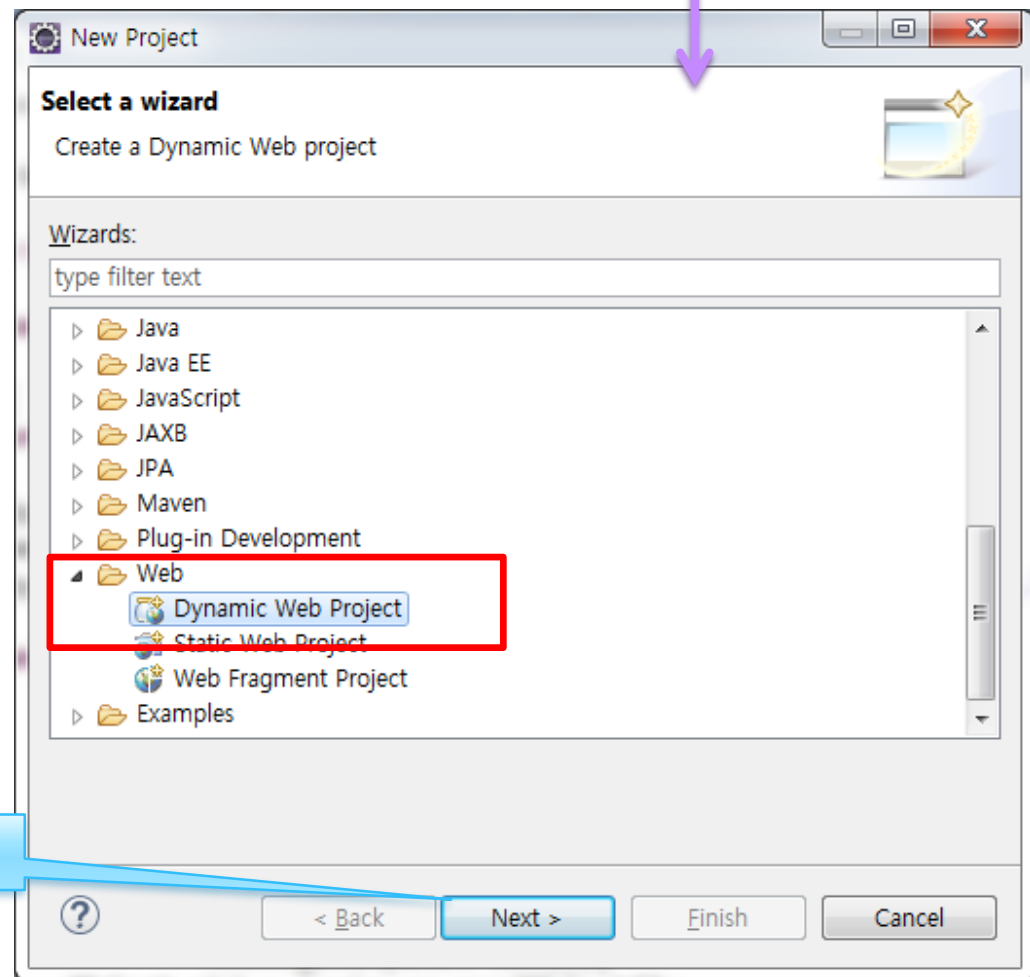 New Project
Select a wizard
Create a Dynamic Web project
Wizards:
type filter text
Java
Java EE
JavaScript
JAXB
JPA
Maven
Plug-in Development
Web
Dynamic Web Project
Static Web Project
Web Fragment Project
Examples
< Back Next > Finish Cancel